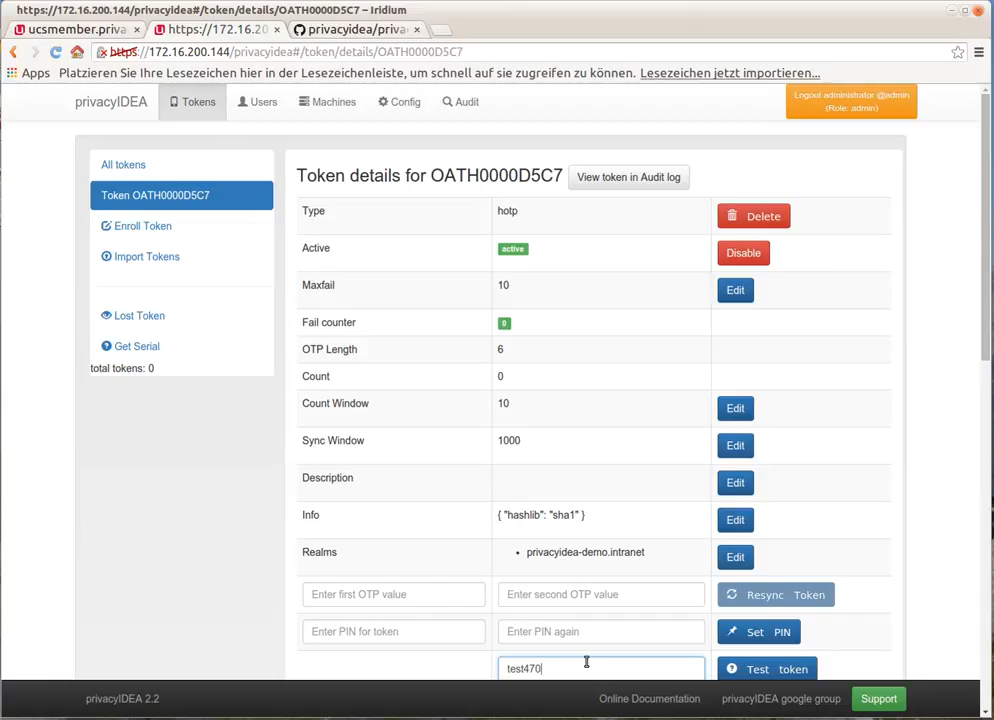 https://172.16.200.144/privacyidea#/token/details/OATH0000D5C7 - Iridium
ucsmember.priva × https://172.16.20 × privacyidea/priva ×
https://172.16.200.144/privacyidea#/token/details/OATH0000D5C7
Apps Platzieren Sie Ihre Lesezeichen hier in der Lesezeichenleiste, um schnell auf sie zugreifen zu können. Lesezeichen jetzt importieren...
privacyIDEA Tokens Users Machines Config Audit
Logout administrator @admin
(Role: admin)
All tokens
Token OATH0000D5C7
Enroll Token
Import Tokens
Lost Token
Get Serial
total tokens: 0
Token details for OATH0000D5C7 View token in Audit log
Type hotp Delete
Active active Disable
Maxfail 10 Edit
Fail counter 0
OTP Length 6
Count 0
Count Window 10 Edit
Sync Window 1000 Edit
Description Edit
Info { "hashlib": "sha1" } Edit
Realms • privacyidea-demo.intranet Edit
Enter first OTP value Enter second OTP value Resync Token
Enter PIN for token Enter PIN again Set PIN
test470 Test token
privacyIDEA 2.2 Online Documentation privacyIDEA google group Support